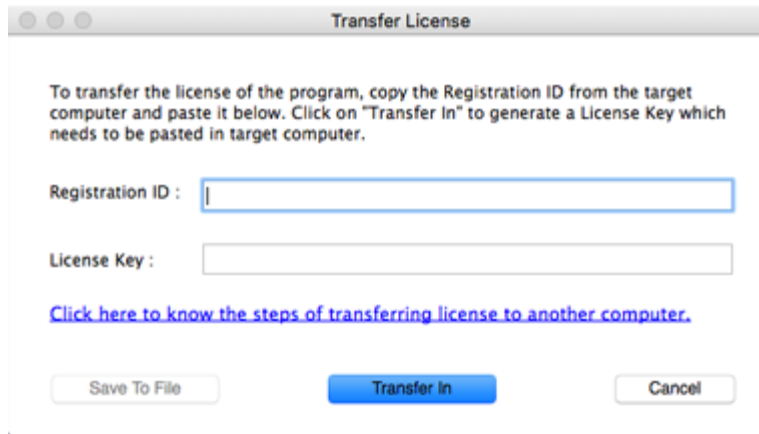 Transfer License
To transfer the license of the program, copy the Registration ID from the target
computer and paste it below. Click on "Transfer In" to generate a License Key which
needs to be pasted in target computer.
Registration ID :
License Key :
Click here to know the steps of transferring license to another computer.
Save To File Transfer In Cancel